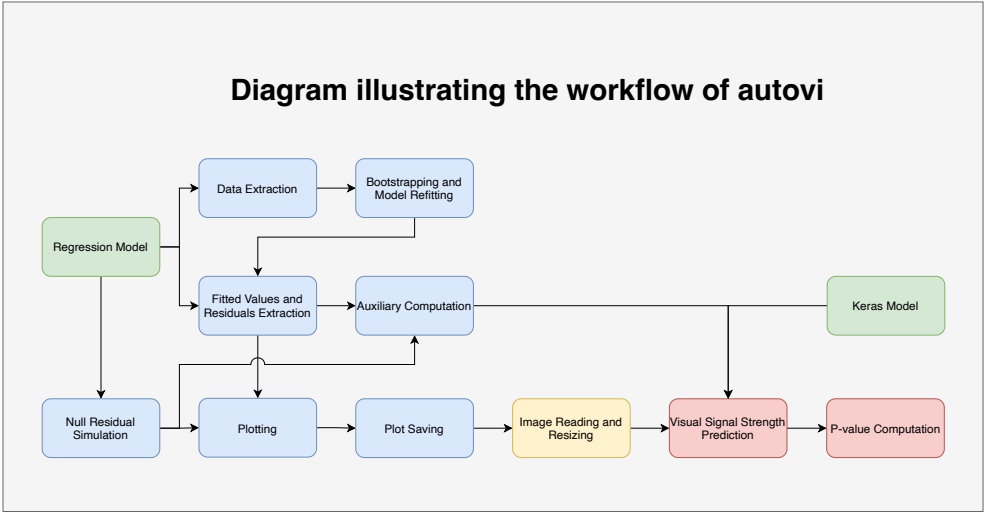 Diagram illustrating the workflow of autovi
Data Extraction
Bootstrapping and
Model Refitting
Regression Model
Fitted Values and
Residuals Extraction
Auxiliary Computation
Keras Model
Null Residual
Simulation
Plotting
Plot Saving
Image Reading and
Resizing
Visual Signal Strength
Prediction
P-value Computation